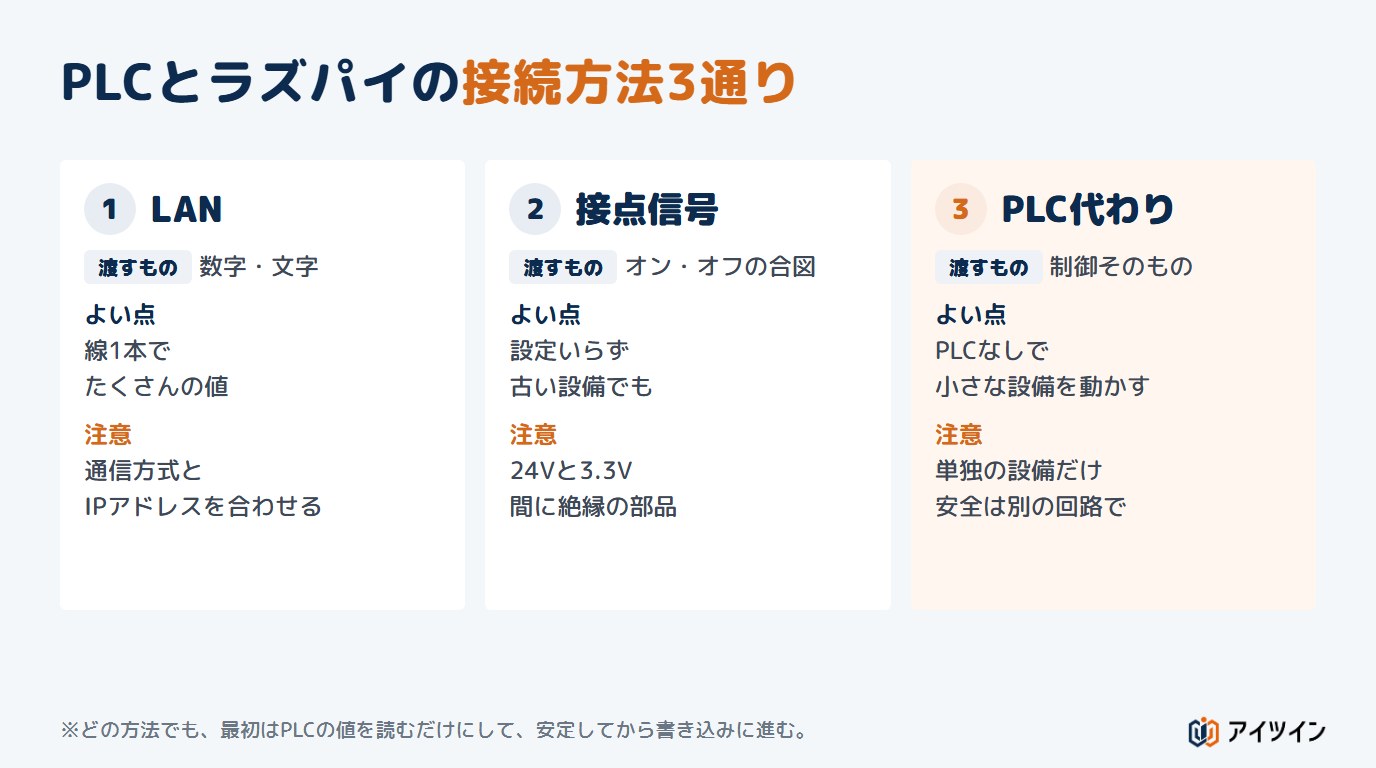 PLCとラズパイの接続方法3通り
1 LAN
渡すもの 数字・文字
よい点
線1本で
たくさんの値
注意
通信方式と
IPアドレスを合わせる
2 接点信号
渡すもの オン・オフの合図
よい点
設定いらず
古い設備でも
注意
24Vと3.3V
間に絶縁の部品
3 PLC代わり
渡すもの 制御そのもの
よい点
PLCなしで
小さな設備を動かす
注意
単独の設備だけ
安全は別の回路で
※どの方法でも、最初はPLCの値を読むだけにして、安定してから書き込みに進む。
アイツイン